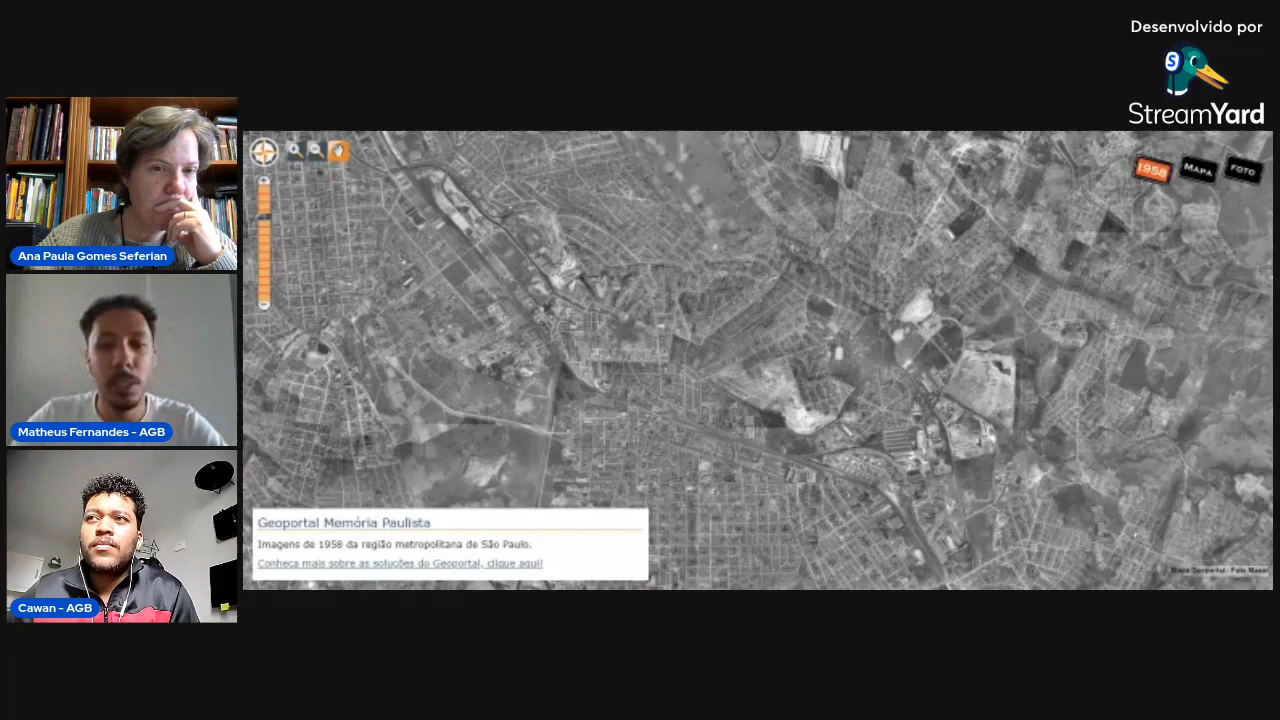 Desenvolvido por
StreamYard
Ana Paula Gomes Seferian
Matheus Fernandes - AGB
Cawan - AGB
1958
MAPA
FOTO
Geoportal Memória Paulista
Imagens de 1958 da região metropolitana de São Paulo.
Conheça mais sobre as soluções do Geoportal, clique aqui!